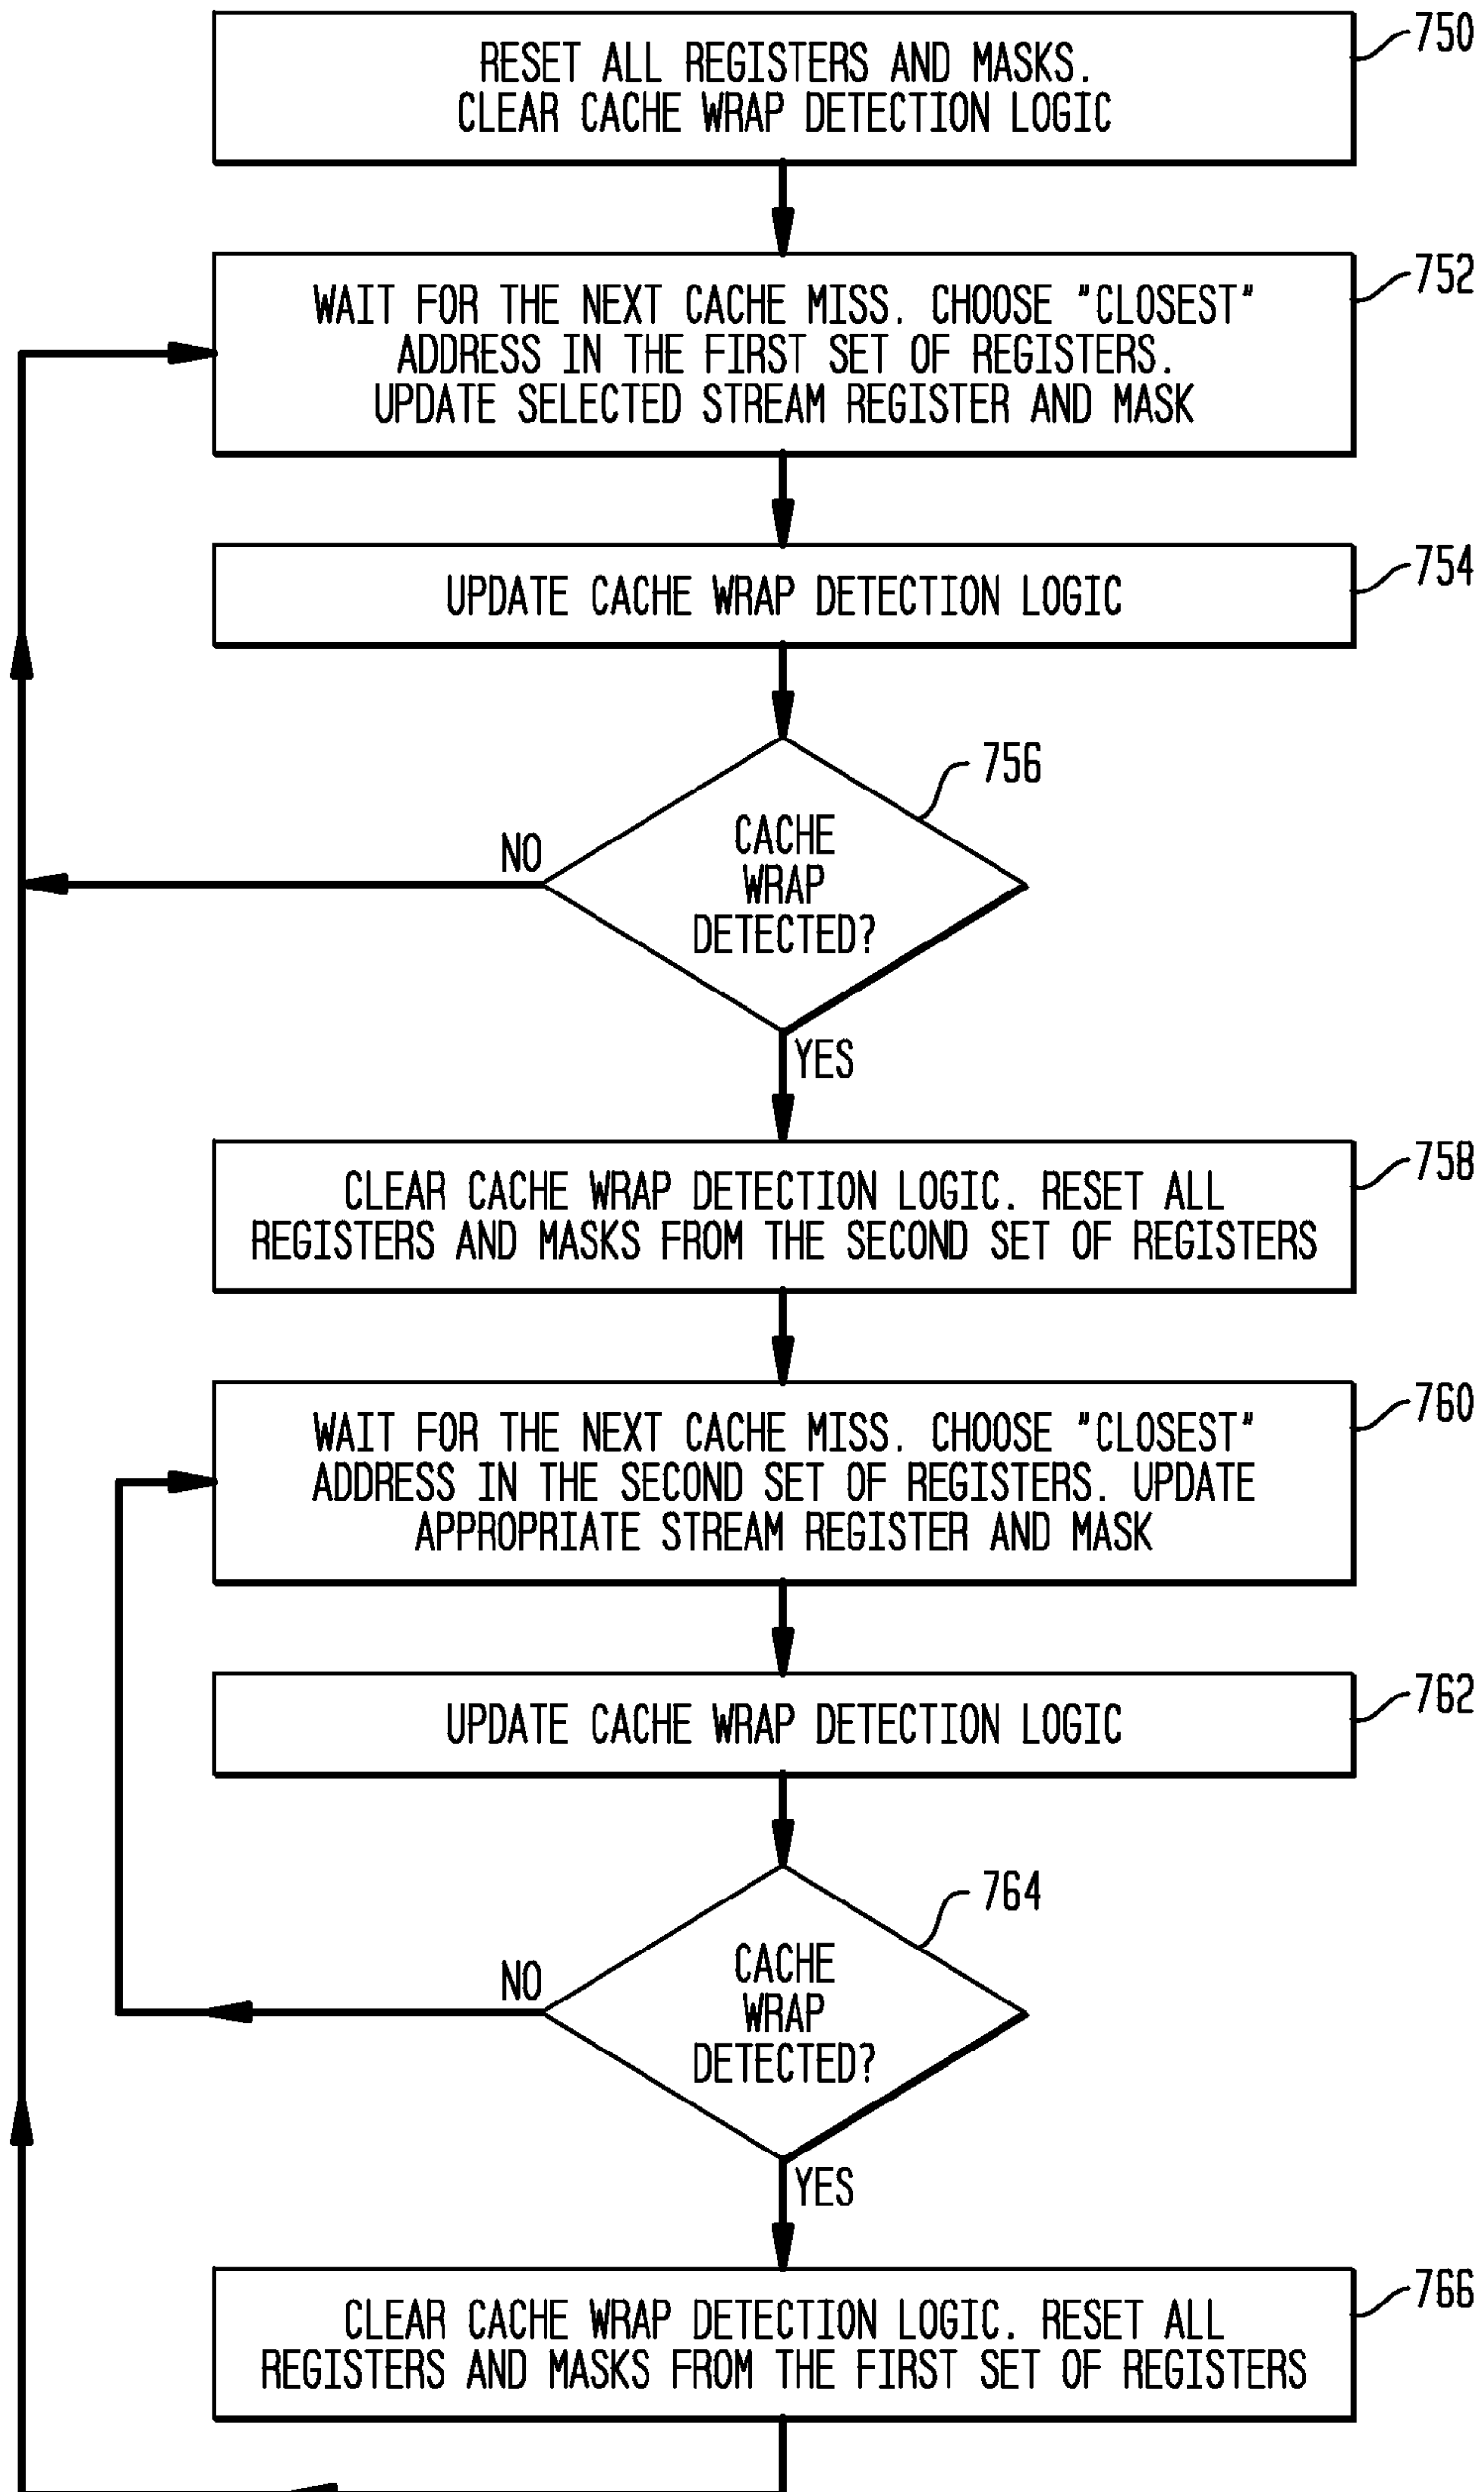 750
RESET ALL REGISTERS AND MASKS.
CLEAR CACHE WRAP DETECTION LOGIC
752
WAIT FOR THE NEXT CACHE MISS. CHOOSE "CLOSEST"
ADDRESS IN THE FIRST SET OF REGISTERS.
UPDATE SELECTED STREAM REGISTER AND MASK
754
UPDATE CACHE WRAP DETECTION LOGIC
756
CACHE
WRAP
DETECTED?
NO
YES
758
CLEAR CACHE WRAP DETECTION LOGIC. RESET ALL
REGISTERS AND MASKS FROM THE SECOND SET OF REGISTERS
760
WAIT FOR THE NEXT CACHE MISS. CHOOSE "CLOSEST"
ADDRESS IN THE SECOND SET OF REGISTERS. UPDATE
APPROPRIATE STREAM REGISTER AND MASK
762
UPDATE CACHE WRAP DETECTION LOGIC
764
CACHE
WRAP
DETECTED?
NO
YES
766
CLEAR CACHE WRAP DETECTION LOGIC. RESET ALL
REGISTERS AND MASKS FROM THE FIRST SET OF REGISTERS